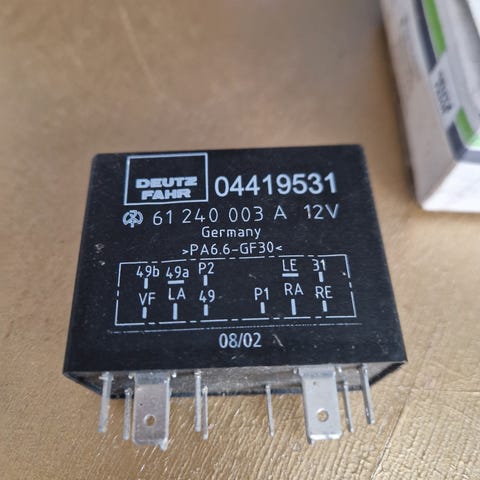 DEUTZ
FAHR
04419531
61 240 003 A 12V
Germany
>PA6.6-GF30<
49b 49a P2 LE 31
VF LA 49 P1 RA RE
08/02